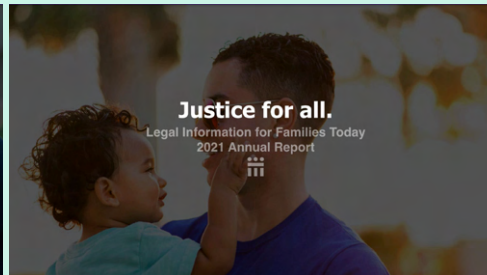 Justice for all.
Legal Information for Families Today
2021 Annual Report